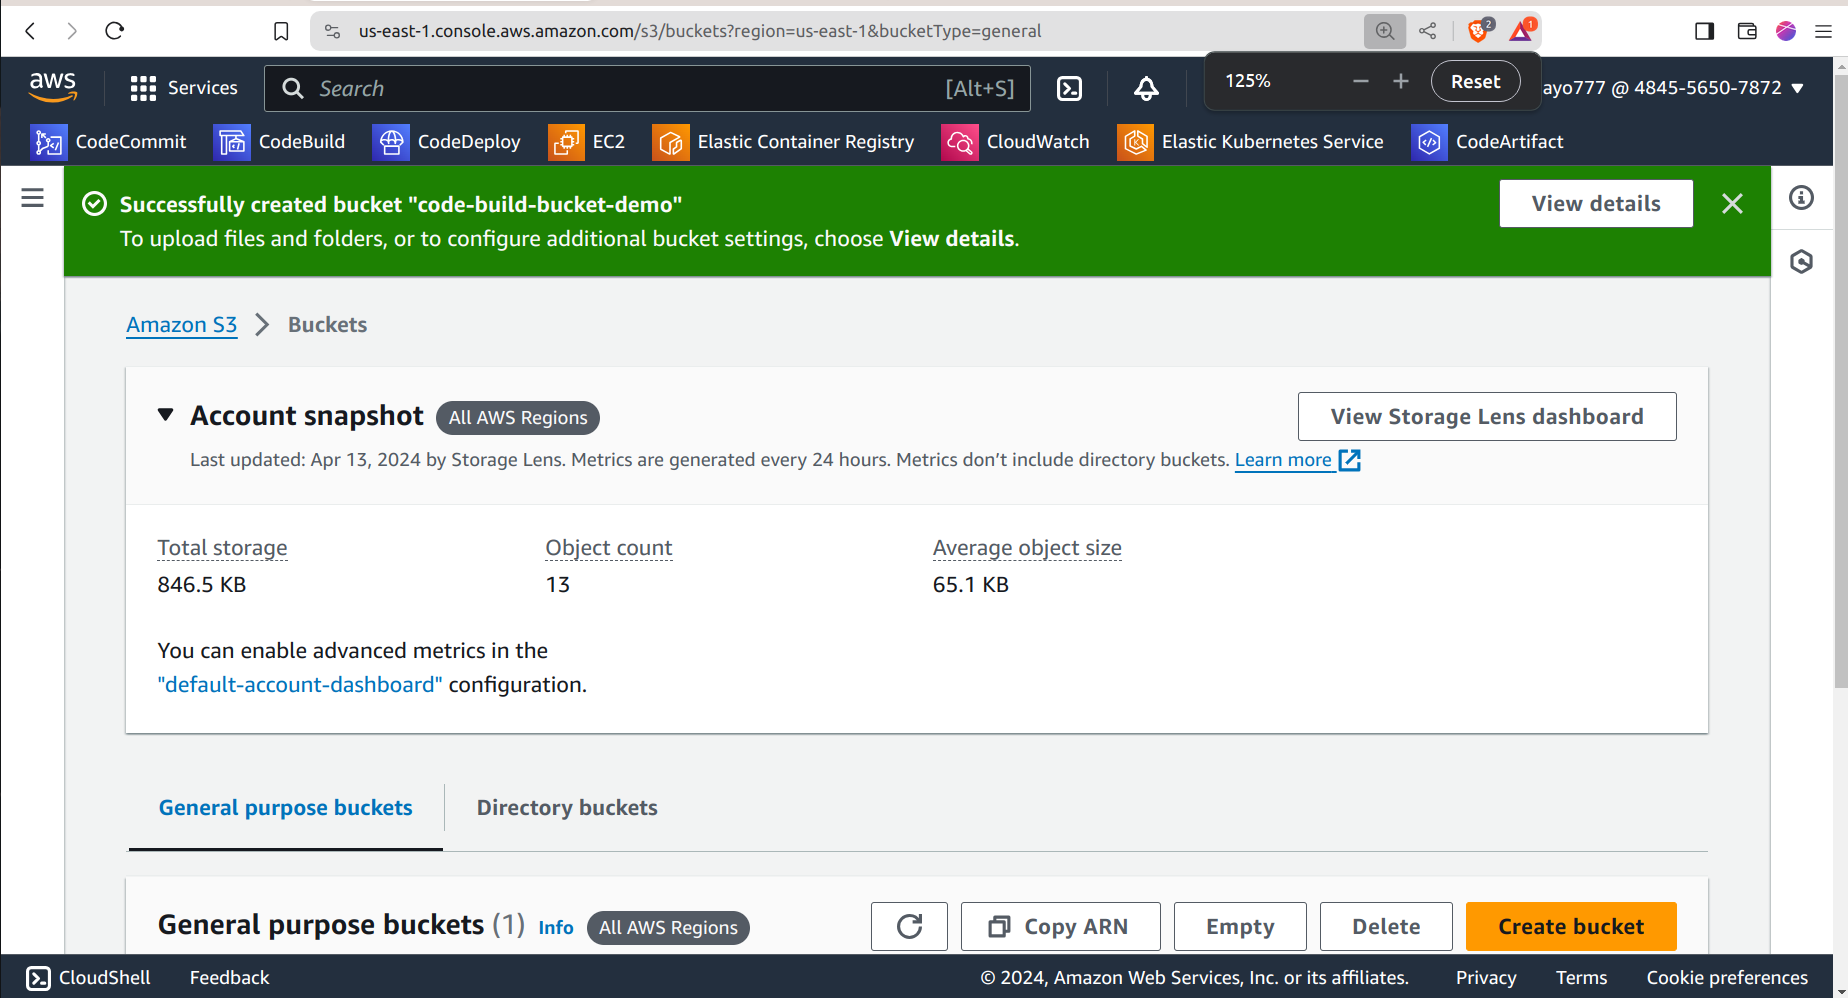 us-east-1.console.aws.amazon.com/s3/buckets?region=us-east-1&bucketType=general
2
1
aws
Services
Search
[Alt+S]
125%
Reset
ayo777 @ 4845-5650-7872
CodeCommit
CodeBuild
CodeDeploy
EC2
Elastic Container Registry
CloudWatch
Elastic Kubernetes Service
CodeArtifact
Successfully created bucket "code-build-bucket-demo"
To upload files and folders, or to configure additional bucket settings, choose View details.
View details
Amazon S3
Buckets
Account snapshot
All AWS Regions
View Storage Lens dashboard
Last updated: Apr 13, 2024 by Storage Lens. Metrics are generated every 24 hours. Metrics don’t include directory buckets. Learn more
Total storage
Object count
Average object size
846.5 KB
13
65.1 KB
You can enable advanced metrics in the
"default-account-dashboard" configuration.
General purpose buckets
Directory buckets
General purpose buckets (1)
Info
All AWS Regions
Copy ARN
Empty
Delete
Create bucket
CloudShell
Feedback
© 2024, Amazon Web Services, Inc. or its affiliates.
Privacy
Terms
Cookie preferences